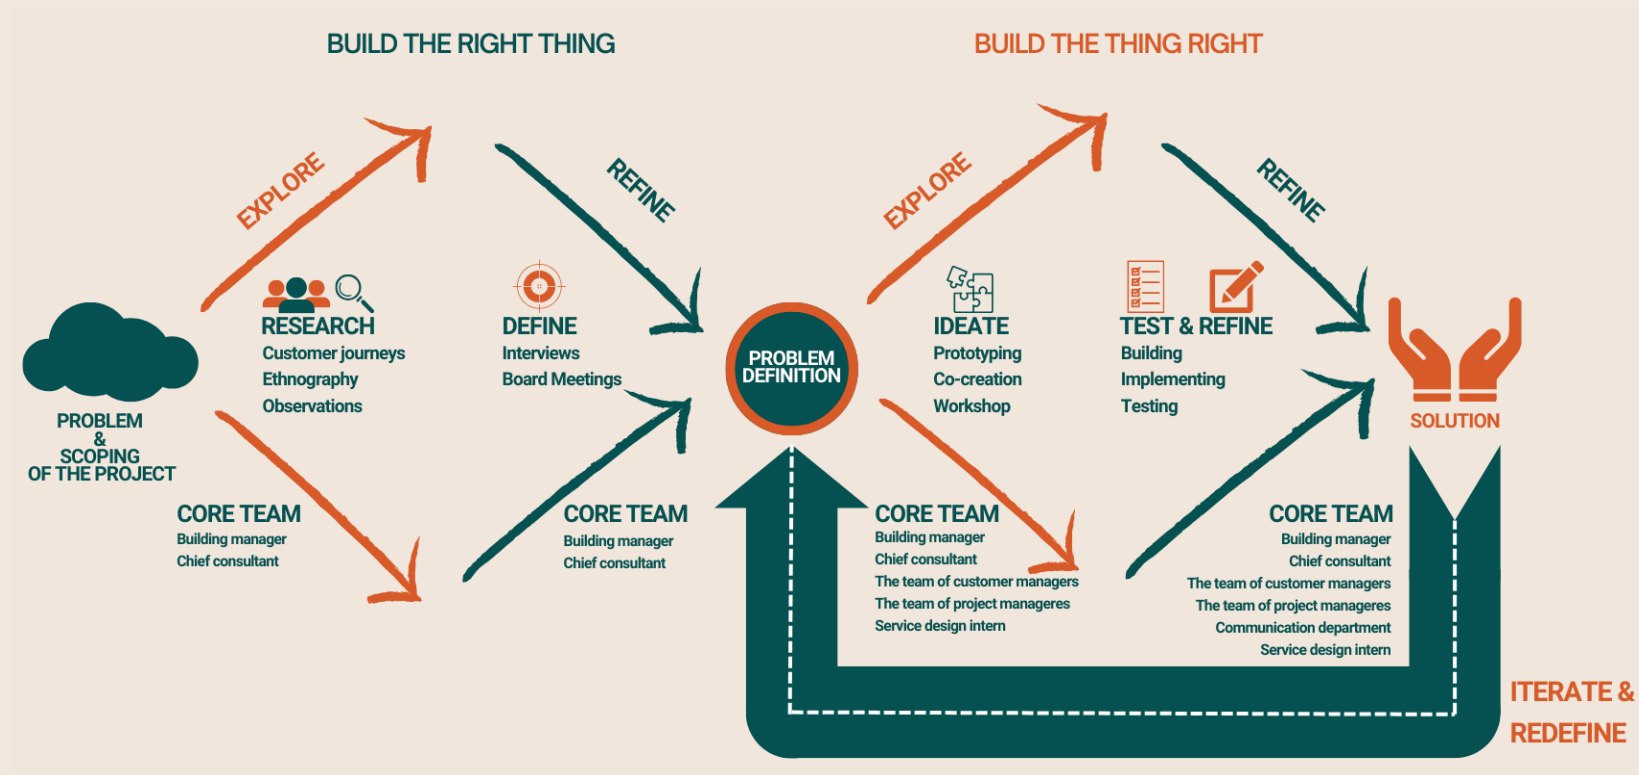 BUILD THE RIGHT THING
BUILD THE THING RIGHT
EXPLORE
REFINE
EXPLORE
REFINE
PROBLEM
&
SCOPING
OF THE PROJECT
RESEARCH
Customer journeys
Ethnography
Observations
DEFINE
Interviews
Board Meetings
PROBLEM
DEFINITION
IDEATE
Prototyping
Co-creation
Workshop
TEST & REFINE
Building
Implementing
Testing
SOLUTION
CORE TEAM
Building manager
Chief consultant
CORE TEAM
Building manager
Chief consultant
CORE TEAM
Building manager
Chief consultant
The team of customer managers
The team of project manageres
Service design intern
CORE TEAM
Building manager
Chief consultant
The team of customer managers
The team of project manageres
Communication department
Service design intern
ITERATE &
REDEFINE